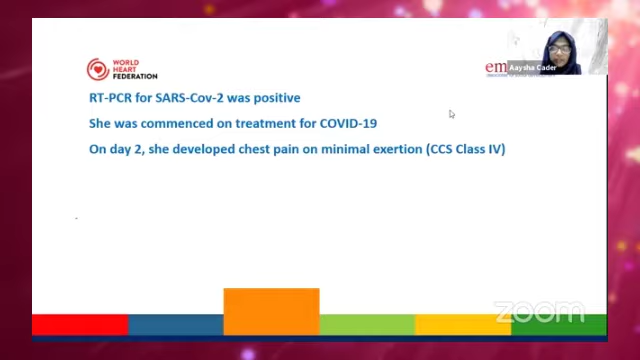 WORLD
HEART
FEDERATION
em
Aaysha Cader
RT-PCR for SARS-Cov-2 was positive
She was commenced on treatment for COVID-19
On day 2, she developed chest pain on minimal exertion (CCS Class IV)
zoom